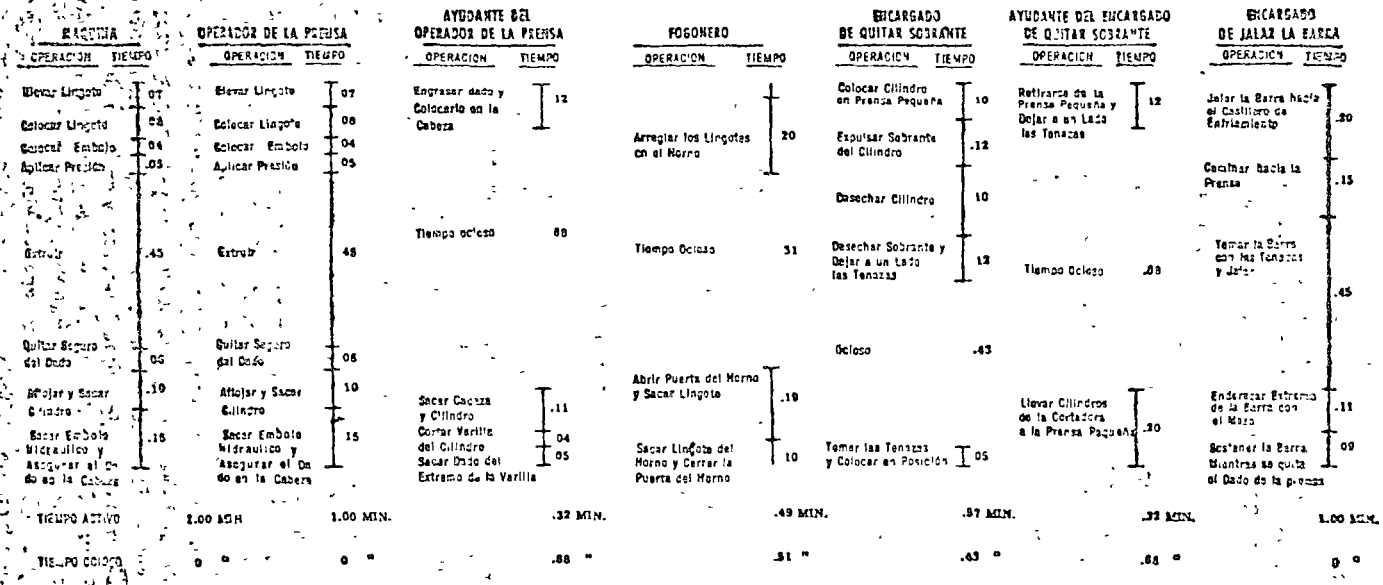 MAQUINA
OPERACION TIEMPO
Elevar Lingote 07
Colocar Lingote 08
Colocar Embolo 04
Aplicar Presión .05
Extruir .45
Quitar Seguro
del Dado 06
Aflojar y Sacar .10
Cilindro
Sacar Embolo .15
Hidraulico y
Asegurar el Da
do en la Cabeza
OPERADOR DE LA PRENSA
OPERACION TIEMPO
Elevar Lingote 07
Colocar Lingote 08
Colocar Embolo 04
Aplicar Presión 05
Extruir 45
Quitar Seguro
del Dado 06
Aflojar y Sacar 10
Cilindro
Sacar Embolo 15
Hidraulico y
Asegurar el Da
do en la Cabeza
AYUDANTE DEL
OPERADOR DE LA PRENSA
OPERACION TIEMPO
Engrasar dado y 12
Colocarlo en la
Cabeza
Tiempo ocioso 68
Sacar Cabeza
y Cilindro .11
Cortar Varilla 04
del Cilindro
Sacar Dado del 05
Extremo de la Varilla
FOGONERO
OPERACION TIEMPO
Arreglar los Lingotes 20
en el Horno
Tiempo Ocioso 51
Abrir Puerta del Horno
y Sacar Lingote .19
Sacar Lingote del
Horno y Cerrar la 10
Puerta del Horno
ENCARGADO
DE QUITAR SOBRANTE
OPERACION TIEMPO
Colocar Cilindro
en Prensa Pequeña 10
Expulsar Sobrante .12
del Cilindro
Desechar Cilindro 10
Desechar Sobrante y
Dejar a un Lado 12
las Tenazas
Ocioso .43
Tomar las Tenazas
y Colocar en Posición 05
AYUDANTE DEL ENCARGADO
DE QUITAR SOBRANTE
OPERACION TIEMPO
Retirarse de la
Prensa Pequeña y 12
Dejar a un Lado
las Tenazas
Tiempo Ocioso .68
Llevar Cilindros
de la Cortadora
a la Prensa Pequeña .20
ENCARGADO
DE JALAR LA BARRA
OPERACION TIEMPO
Jalar la Barra hacia
el Castillero de .20
Enfriamiento
Caminar hacia la
Prensa .15
Tomar la Barra
con las Tenazas
y Jalar .45
Enderezar Extremo
de la Barra con .11
el Mazo
Sostener la Barra 09
Mientras se quita
el Dado de la prensa
TIEMPO ACTIVO 1.00 MIN 1.00 MIN. .32 MIN. .49 MIN. .57 MIN. .32 MIN. 1.00 MIN.
TIEMPO OCIOSO 0 " 0 " .68 " .51 " .43 " .68 " 0 "